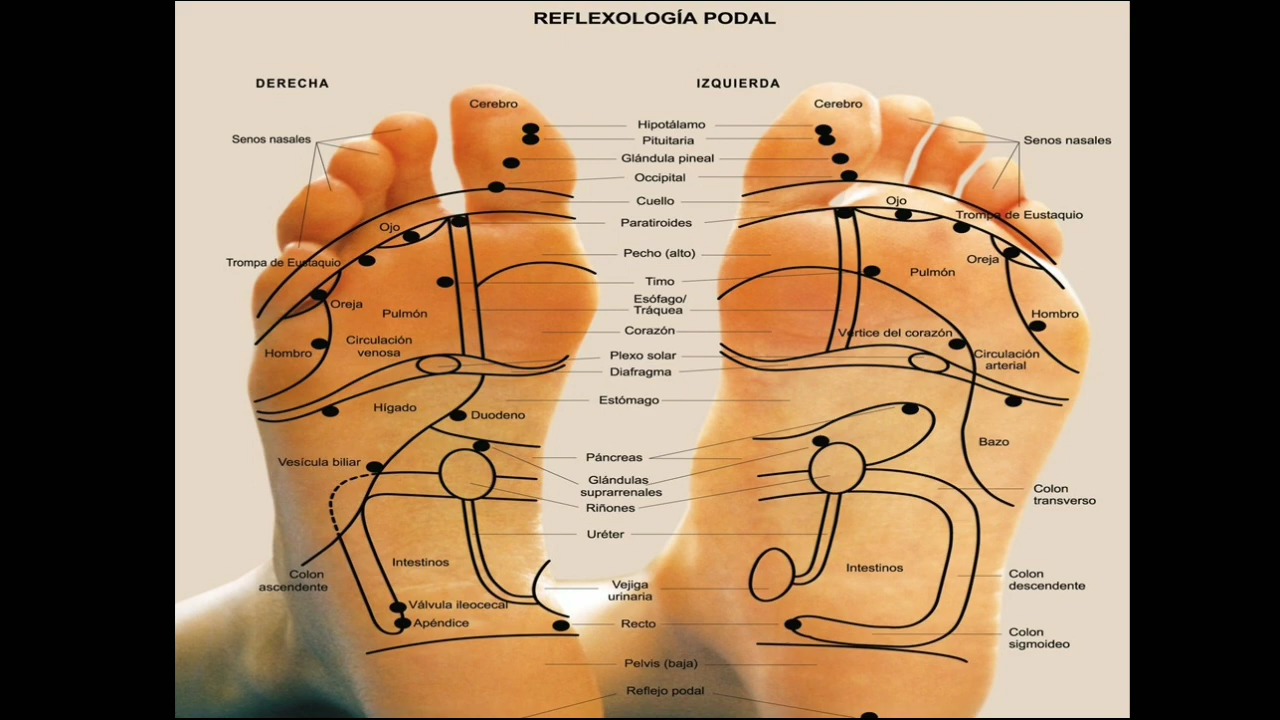 REFLEXOLOGÍA PODAL
DERECHA
IZQUIERDA
Cerebro
Cerebro
Hipotálamo
Senos nasales
Pituitaria
Senos nasales
Glándula pineal
Occipital
Cuello
Ojo
Trompa de Eustaquio
Ojo
Paratiroides
Pecho (alto)
Trompa de Eustaquio
Oreja
Pulmón
Timo
Oreja
Esófago/
Tráquea
Pulmón
Hombro
Corazón
Vértice del corazón
Circulación
venosa
Hombro
Plexo solar
Circulación
arterial
Diafragma
Estómago
Hígado
Duodeno
Bazo
Páncreas
Vesícula biliar
Glándulas
suprarrenales
Colon
transverso
Riñones
Uréter
Intestinos
Intestinos
Colon
ascendente
Vejiga
urinaria
Colon
descendente
Válvula ileocecal
Apéndice
Recto
Colon
sigmoideo
Pelvis (baja)
Reflejo podal